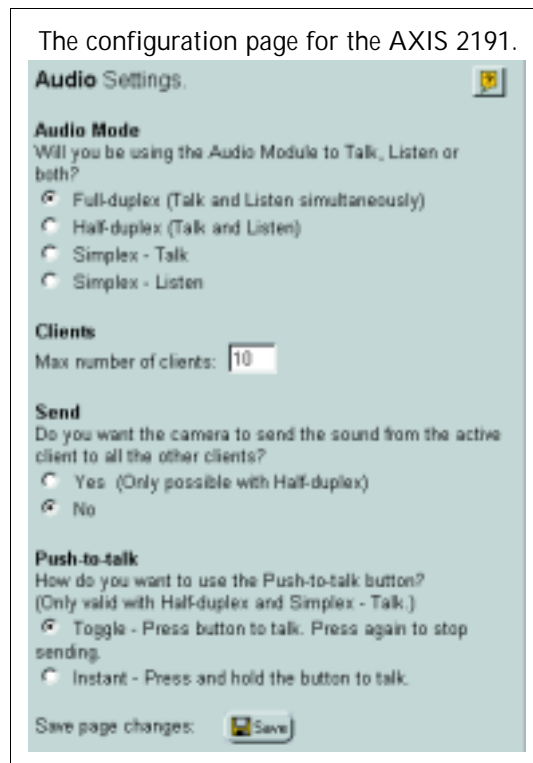 The configuration page for the AXIS 2191.
Audio Settings.
Audio Mode
Will you be using the Audio Module to Talk, Listen or
both?
Full-duplex (Talk and Listen simultaneously)
Half-duplex (Talk and Listen)
Simplex - Talk
Simplex - Listen
Clients
Max number of clients: 10
Send
Do you want the camera to send the sound from the active
client to all the other clients?
Yes (Only possible with Half-duplex)
No
Push-to-talk
How do you want to use the Push-to-talk button?
(Only valid with Half-duplex and Simplex - Talk.)
Toggle - Press button to talk. Press again to stop
sending.
Instant - Press and hold the button to talk.
Save page changes: Save